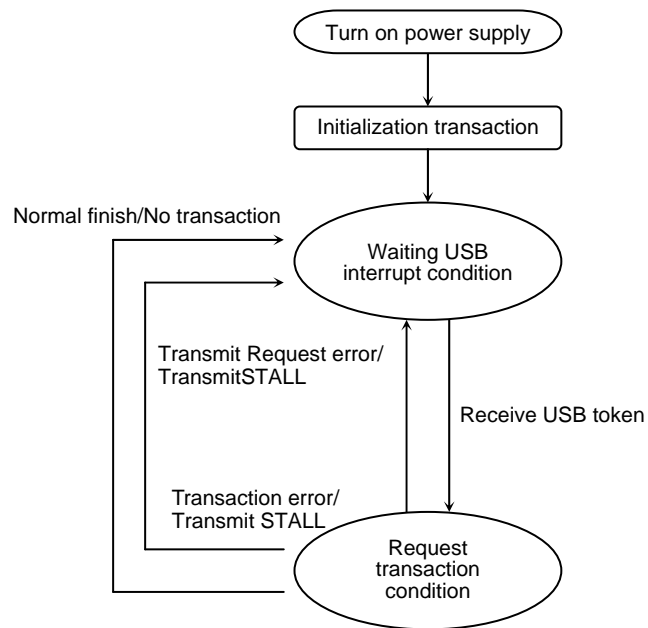 Turn on power supply
Initialization transaction
Normal finish/No transaction
Waiting USB
interrupt condition
Transmit Request error/
TransmitSTALL
Receive USB token
Transaction error/
Transmit STALL
Request
transaction
condition